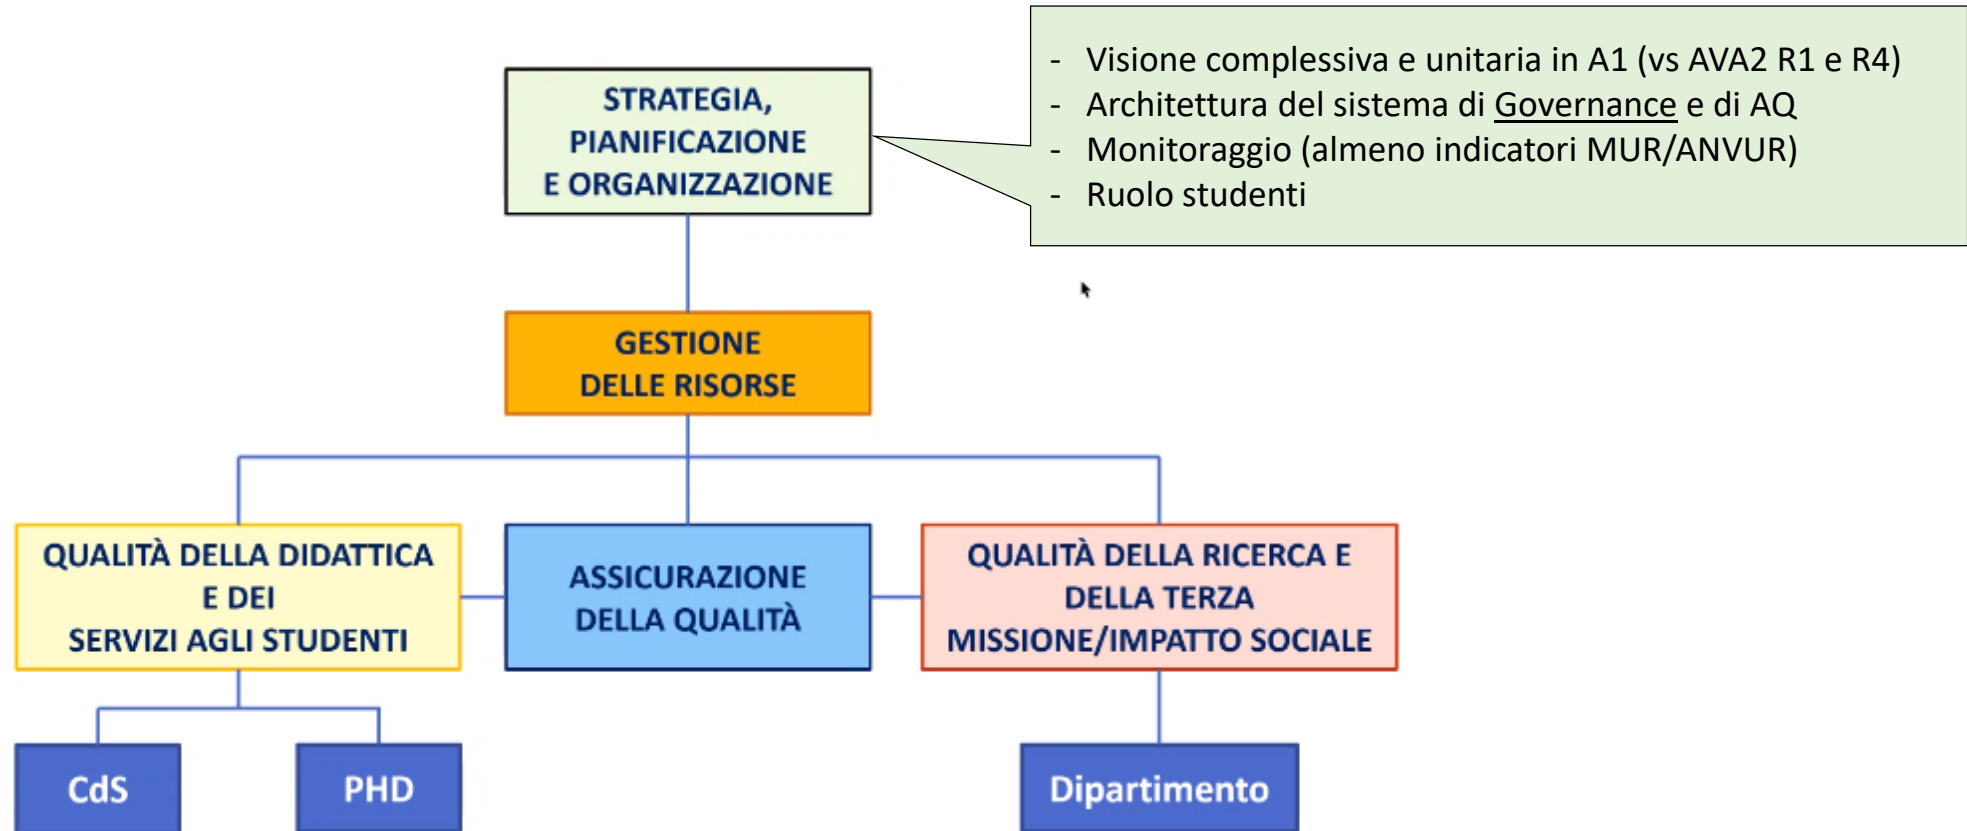 - Visione complessiva e unitaria in A1 (vs AVA2 R1 e R4)
- Architettura del sistema di Governance e di AQ
- Monitoraggio (almeno indicatori MUR/ANVUR)
- Ruolo studenti
STRATEGIA,
PIANIFICAZIONE
E ORGANIZZAZIONE
GESTIONE
DELLE RISORSE
QUALITÀ DELLA DIDATTICA
E DEI
SERVIZI AGLI STUDENTI
ASSICURAZIONE
DELLA QUALITÀ
QUALITÀ DELLA RICERCA E
DELLA TERZA
MISSIONE/IMPATTO SOCIALE
CdS
PHD
Dipartimento